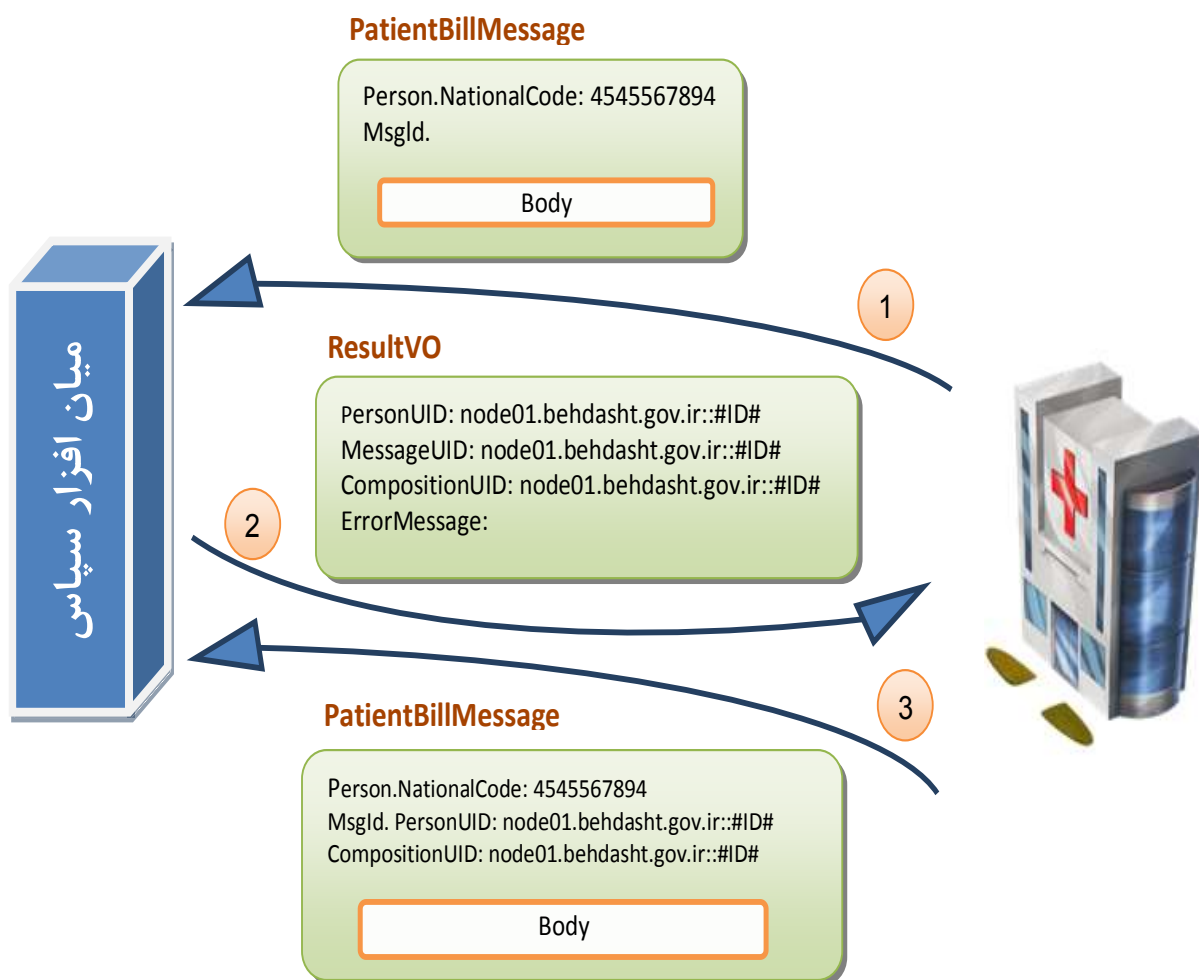 PatientBillMessage
Person.NationalCode: 4545567894
MsgId.
Body
1
میان افزار سپاس
ResultVO
PersonUID: node01.behdasht.gov.ir::#ID#
MessageUID: node01.behdasht.gov.ir::#ID#
CompositionUID: node01.behdasht.gov.ir::#ID#
ErrorMessage:
2
3
PatientBillMessage
Person.NationalCode: 4545567894
MsgId. PersonUID: node01.behdasht.gov.ir::#ID#
CompositionUID: node01.behdasht.gov.ir::#ID#
Body